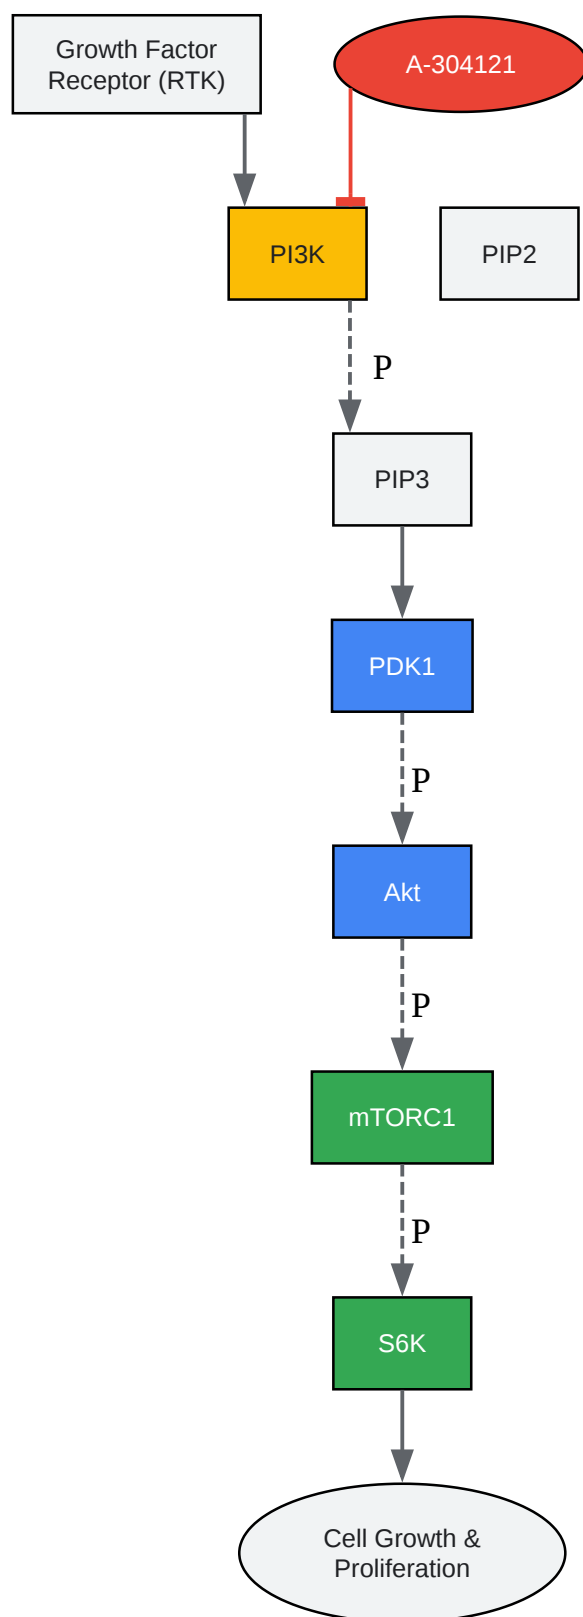 Growth Factor
Receptor (RTK)
A-304121
PI3K
PIP2
P
PIP3
PDK1
P
Akt
P
mTORC1
P
S6K
Cell Growth &
Proliferation